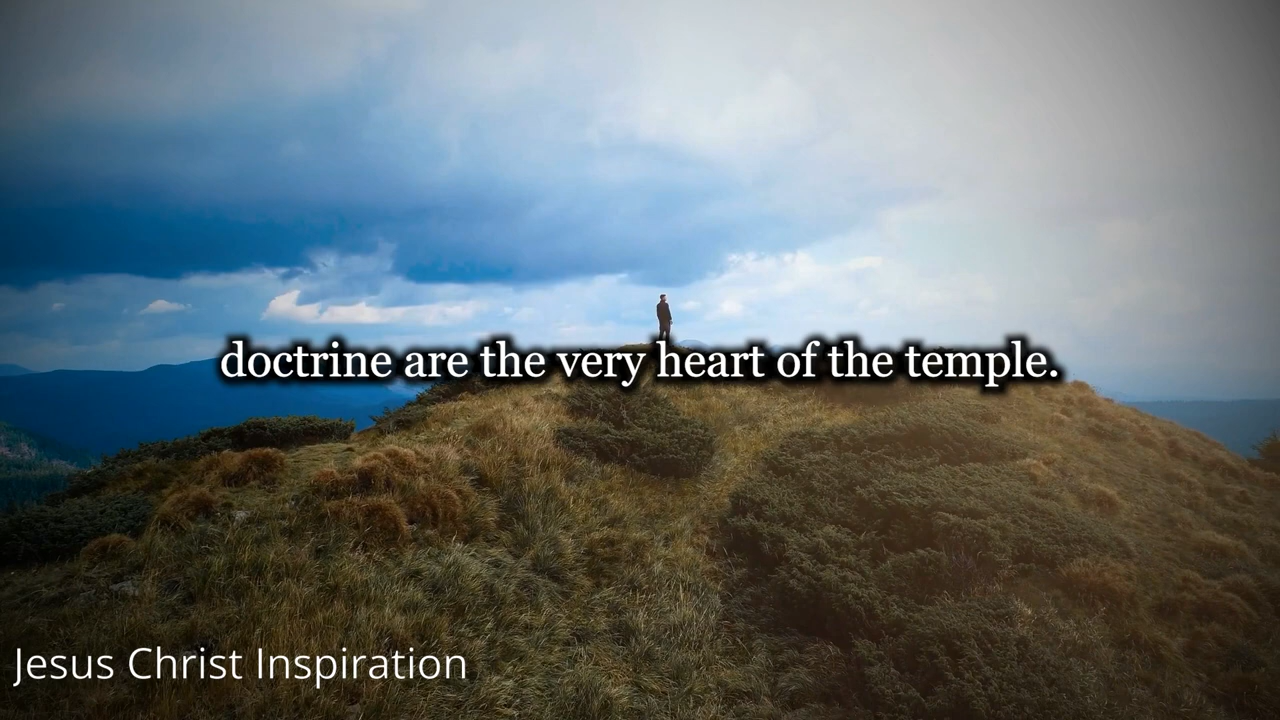 doctrine are the very heart of the temple.
Jesus Christ Inspiration